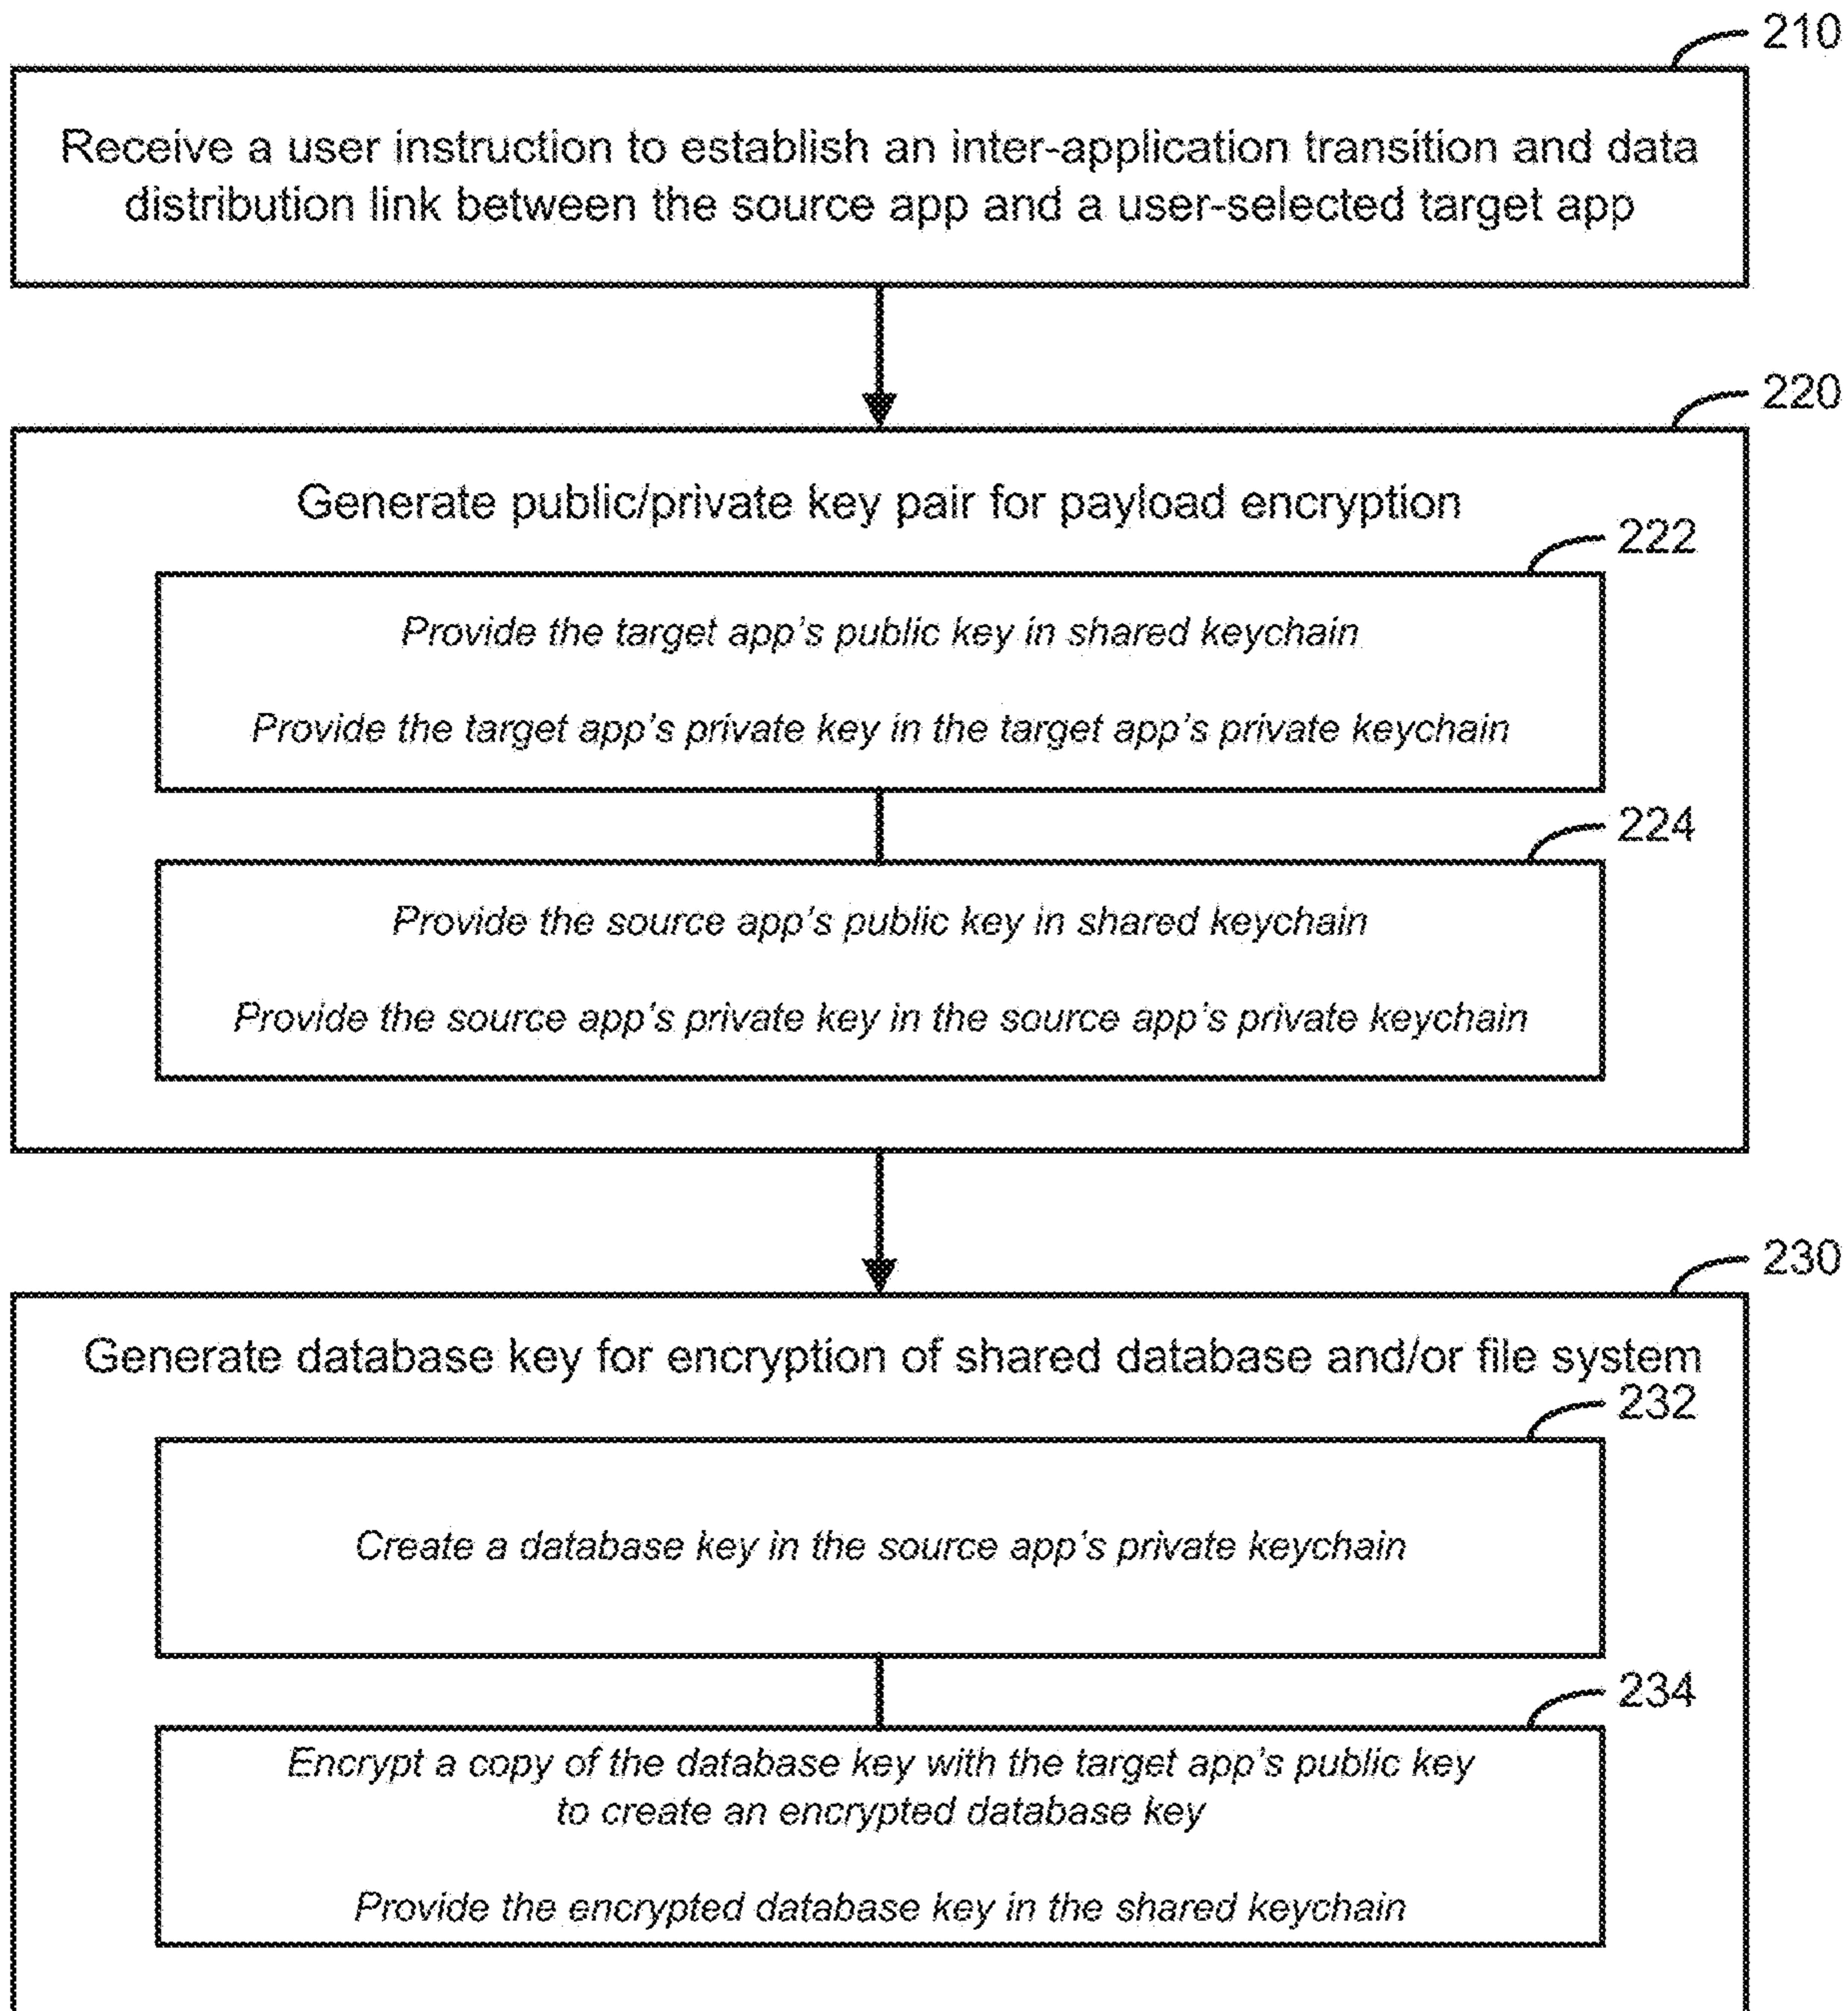 210
Receive a user instruction to establish an inter-application transition and data
distribution link between the source app and a user-selected target app
220
Generate public/private key pair for payload encryption
222
Provide the target app's public key in shared keychain
Provide the target app's private key in the target app's private keychain
224
Provide the source app's public key in shared keychain
Provide the source app's private key in the source app's private keychain
230
Generate database key for encryption of shared database and/or file system
232
Create a database key in the source app's private keychain
234
Encrypt a copy of the database key with the target app's public key
to create an encrypted database key
Provide the encrypted database key in the shared keychain